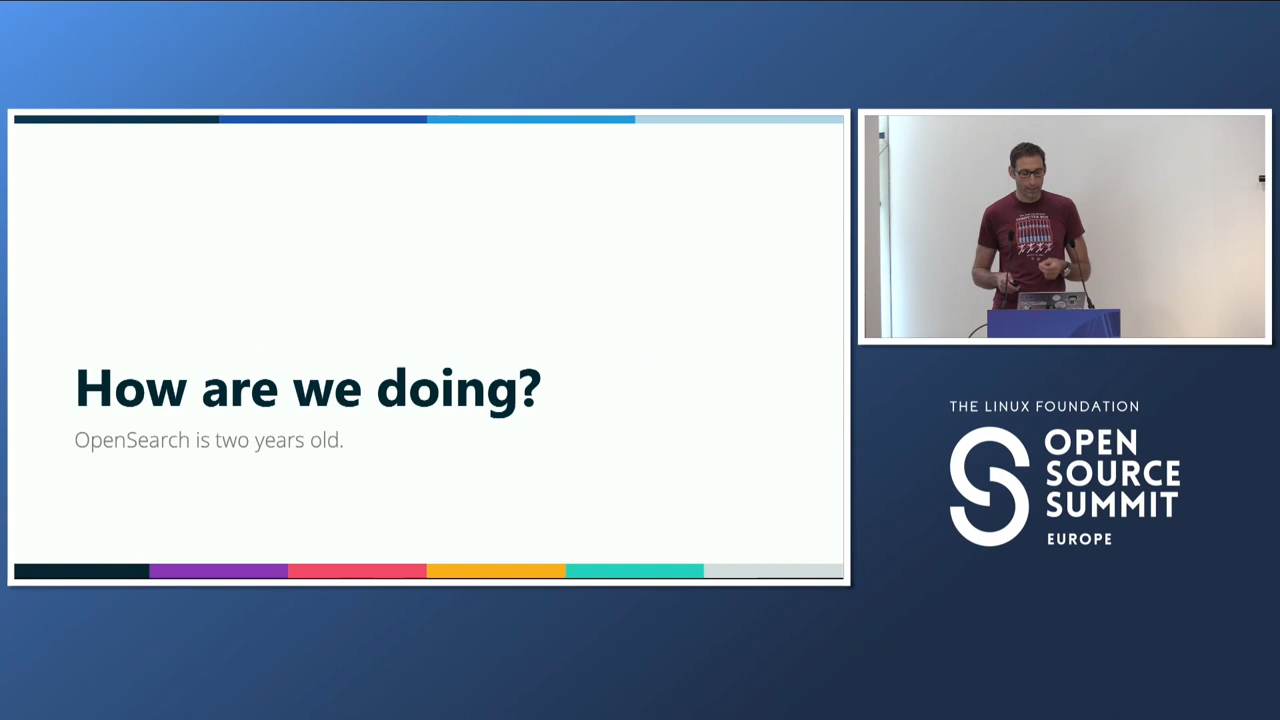 How are we doing?
OpenSearch is two years old.
THE LINUX FOUNDATION
OPEN
SOURCE
SUMMIT
EUROPE